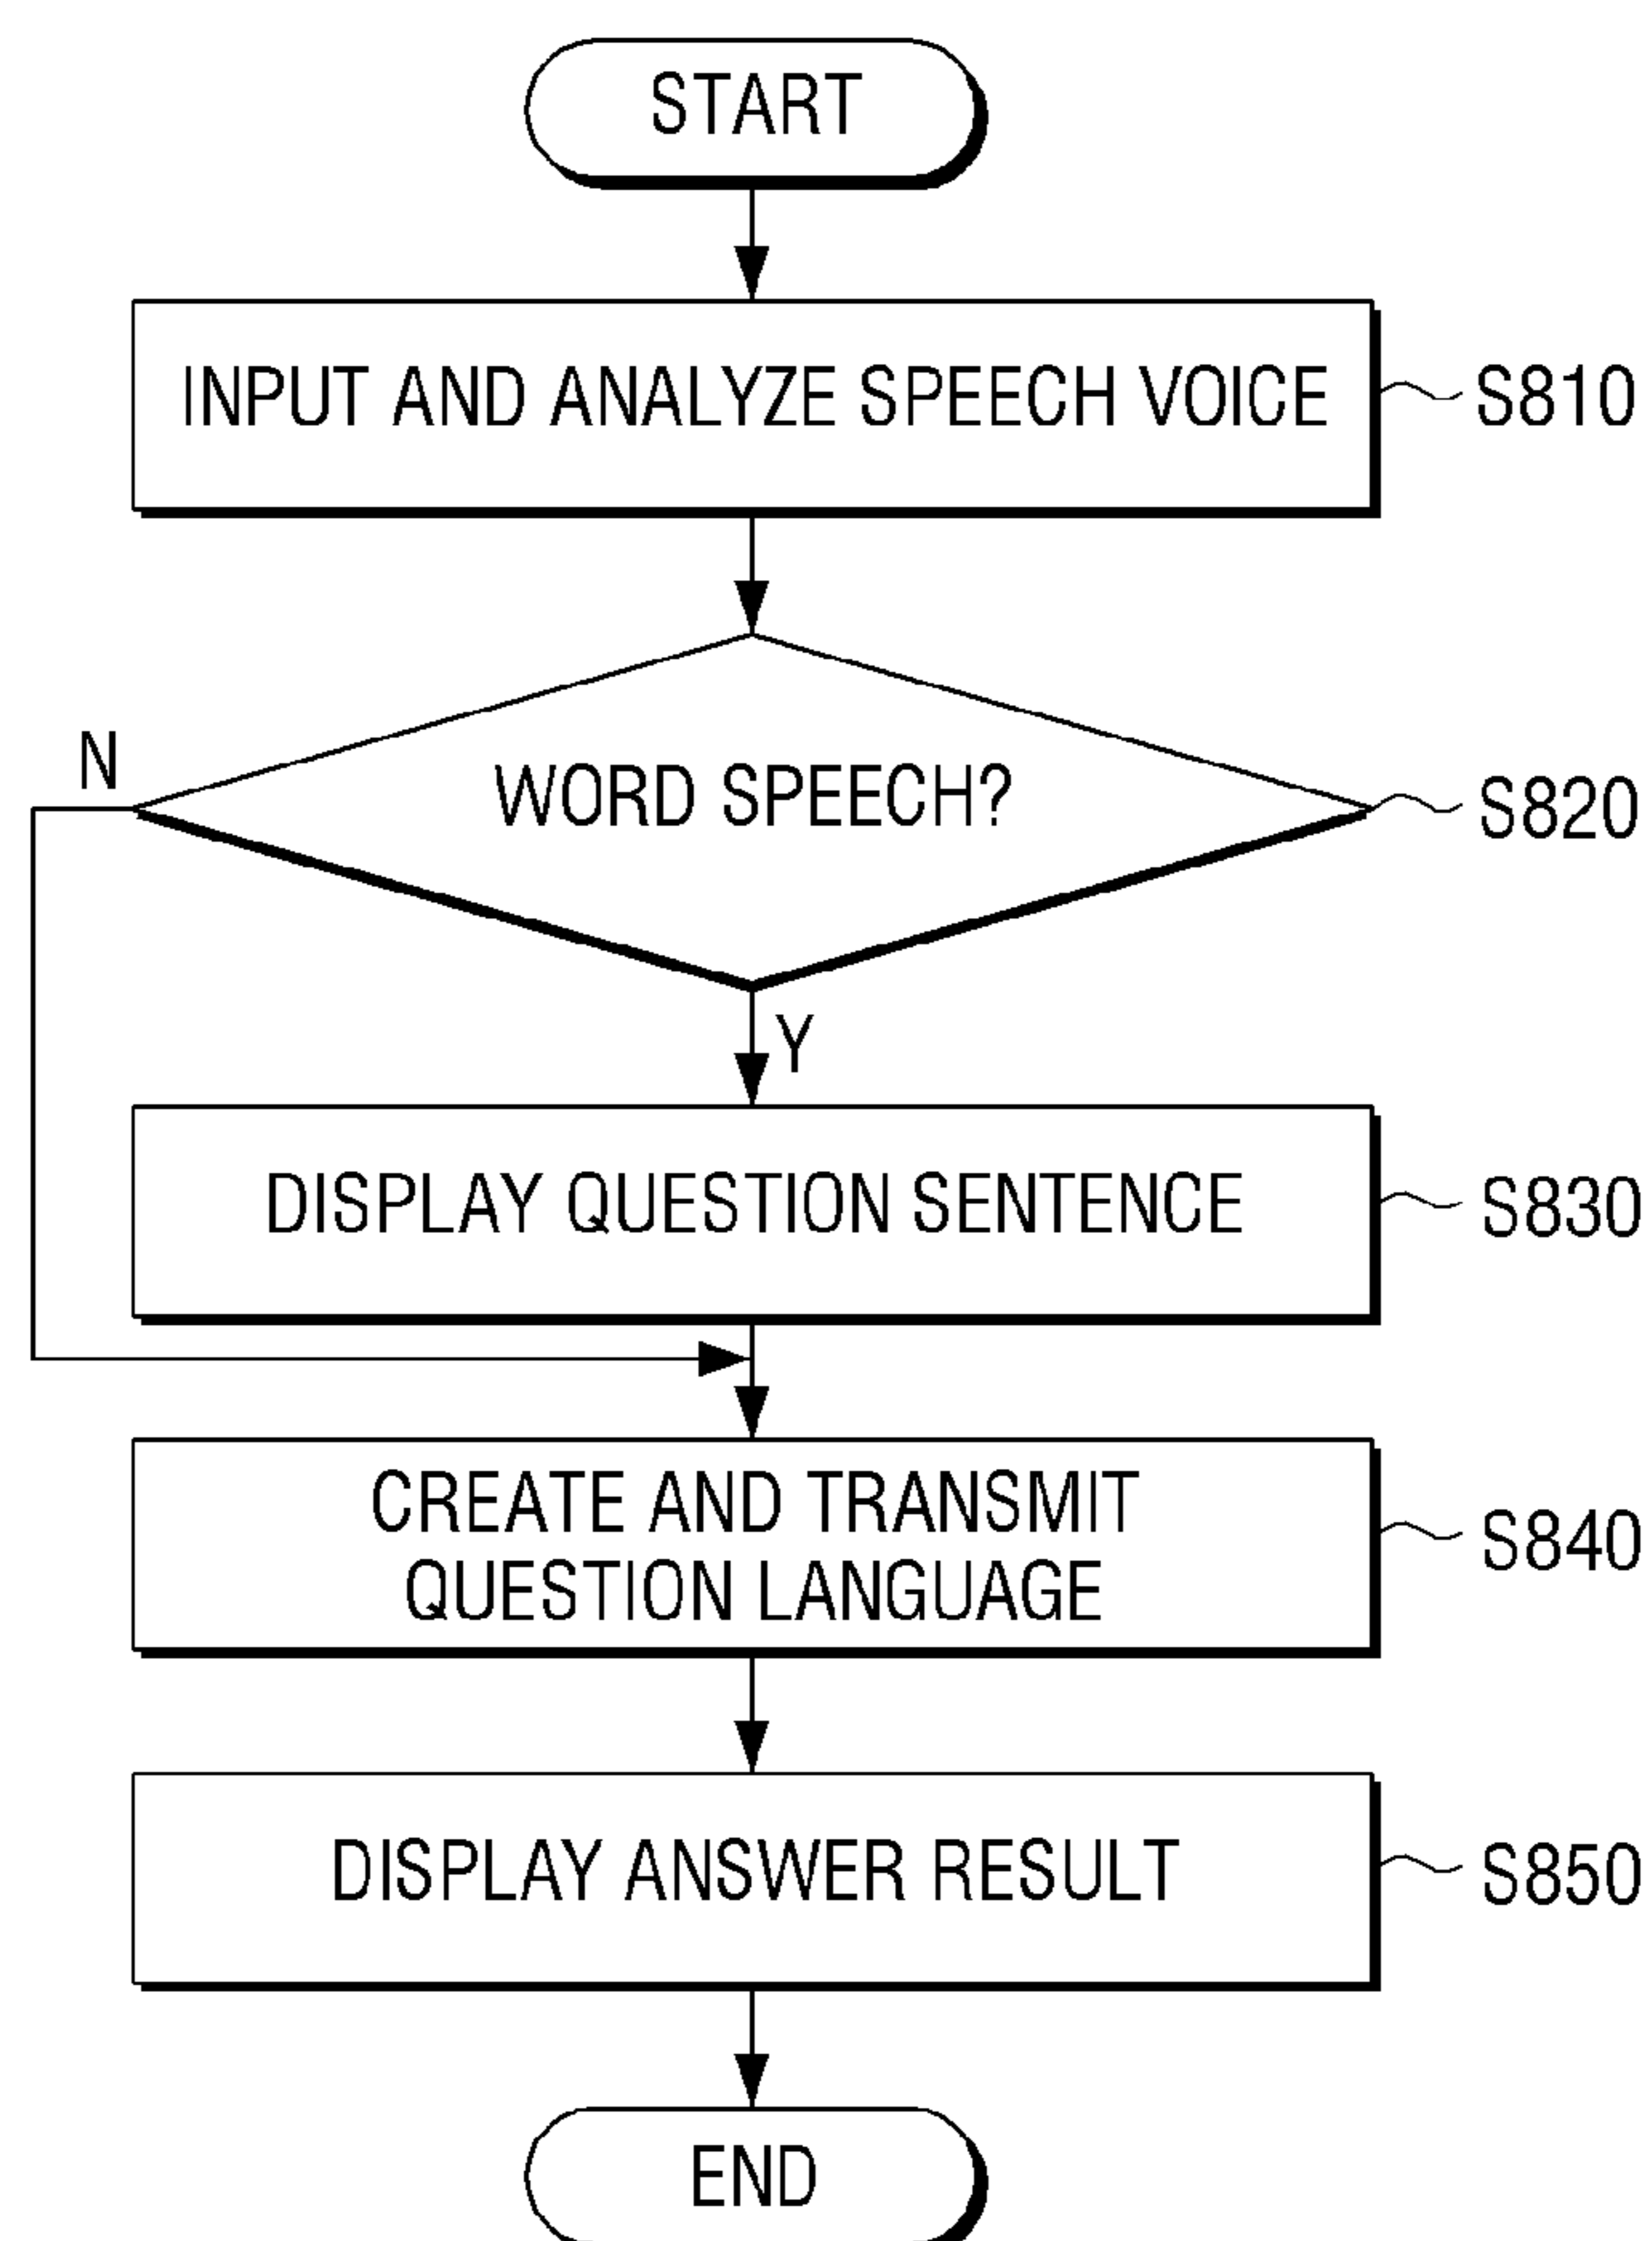 START
INPUT AND ANALYZE SPEECH VOICE
S810
N
WORD SPEECH?
S820
Y
DISPLAY QUESTION SENTENCE
S830
CREATE AND TRANSMIT
QUESTION LANGUAGE
S840
DISPLAY ANSWER RESULT
S850
END